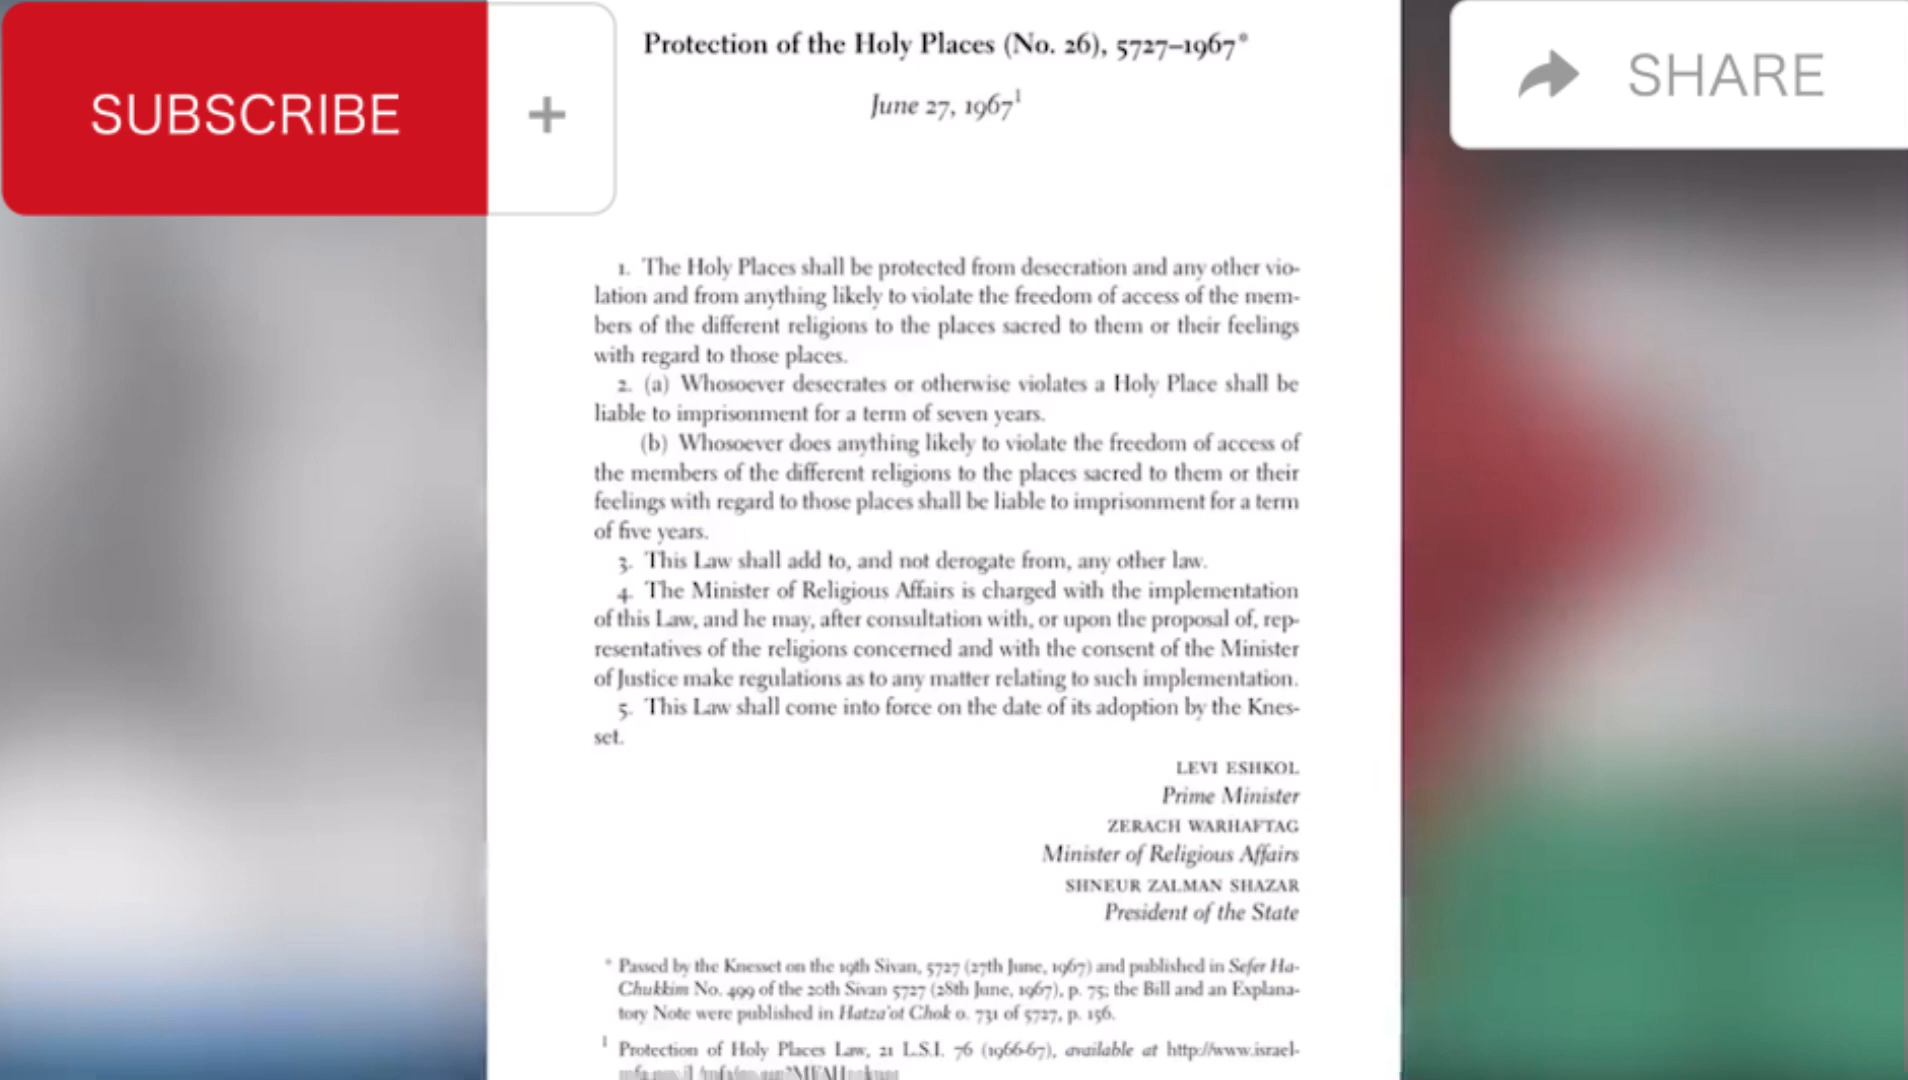 SUBSCRIBE
+
SHARE
Protection of the Holy Places (No. 26), 5727–1967*
June 27, 1967¹
1. The Holy Places shall be protected from desecration and any other vio-
lation and from anything likely to violate the freedom of access of the mem-
bers of the different religions to the places sacred to them or their feelings
with regard to those places.
2. (a) Whosoever desecrates or otherwise violates a Holy Place shall be
liable to imprisonment for a term of seven years.
(b) Whosoever does anything likely to violate the freedom of access of
the members of the different religions to the places sacred to them or their
feelings with regard to those places shall be liable to imprisonment for a term
of five years.
3. This Law shall add to, and not derogate from, any other law.
4. The Minister of Religious Affairs is charged with the implementation
of this Law, and he may, after consultation with, or upon the proposal of, rep-
resentatives of the religions concerned and with the consent of the Minister
of Justice make regulations as to any matter relating to such implementation.
5. This Law shall come into force on the date of its adoption by the Knes-
set.
LEVI ESHKOL
Prime Minister
ZERACH WARHAFTAG
Minister of Religious Affairs
SHNEUR ZALMAN SHAZAR
President of the State
* Passed by the Knesset on the 19th Sivan, 5727 (27th June, 1967) and published in Sefer Ha-
Chukkim No. 499 of the 20th Sivan 5727 (28th June, 1967), p. 75; the Bill and an Explana-
tory Note were published in Hatza'ot Chok o. 731 of 5727, p. 156.
¹ Protection of Holy Places Law, 21 L.S.I. 76 (1966-67), available at http://www.israel-